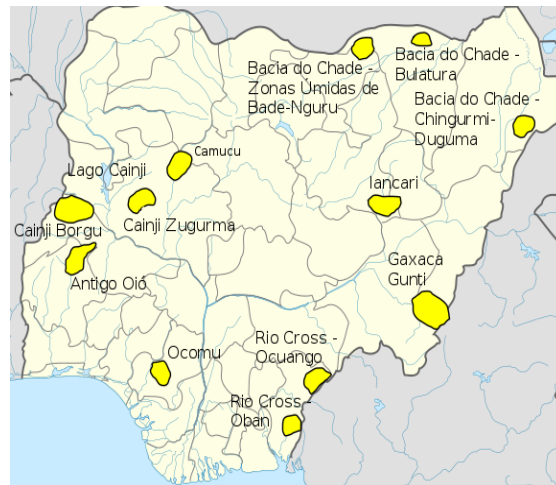 Bacia do Chade -
Zonas Úmidas de
Bade-Nguru
Bacia do Chade -
Bulatura
Bacia do Chade -
Chingurmi-
Duguma
Camucu
Lago Cainji
Iancari
Cainji Borgu
Cainji Zugurma
Gaxaca
Gunti
Antigo Oió
Rio Cross -
Ocuango
Ocomu
Rio Cross -
Oban